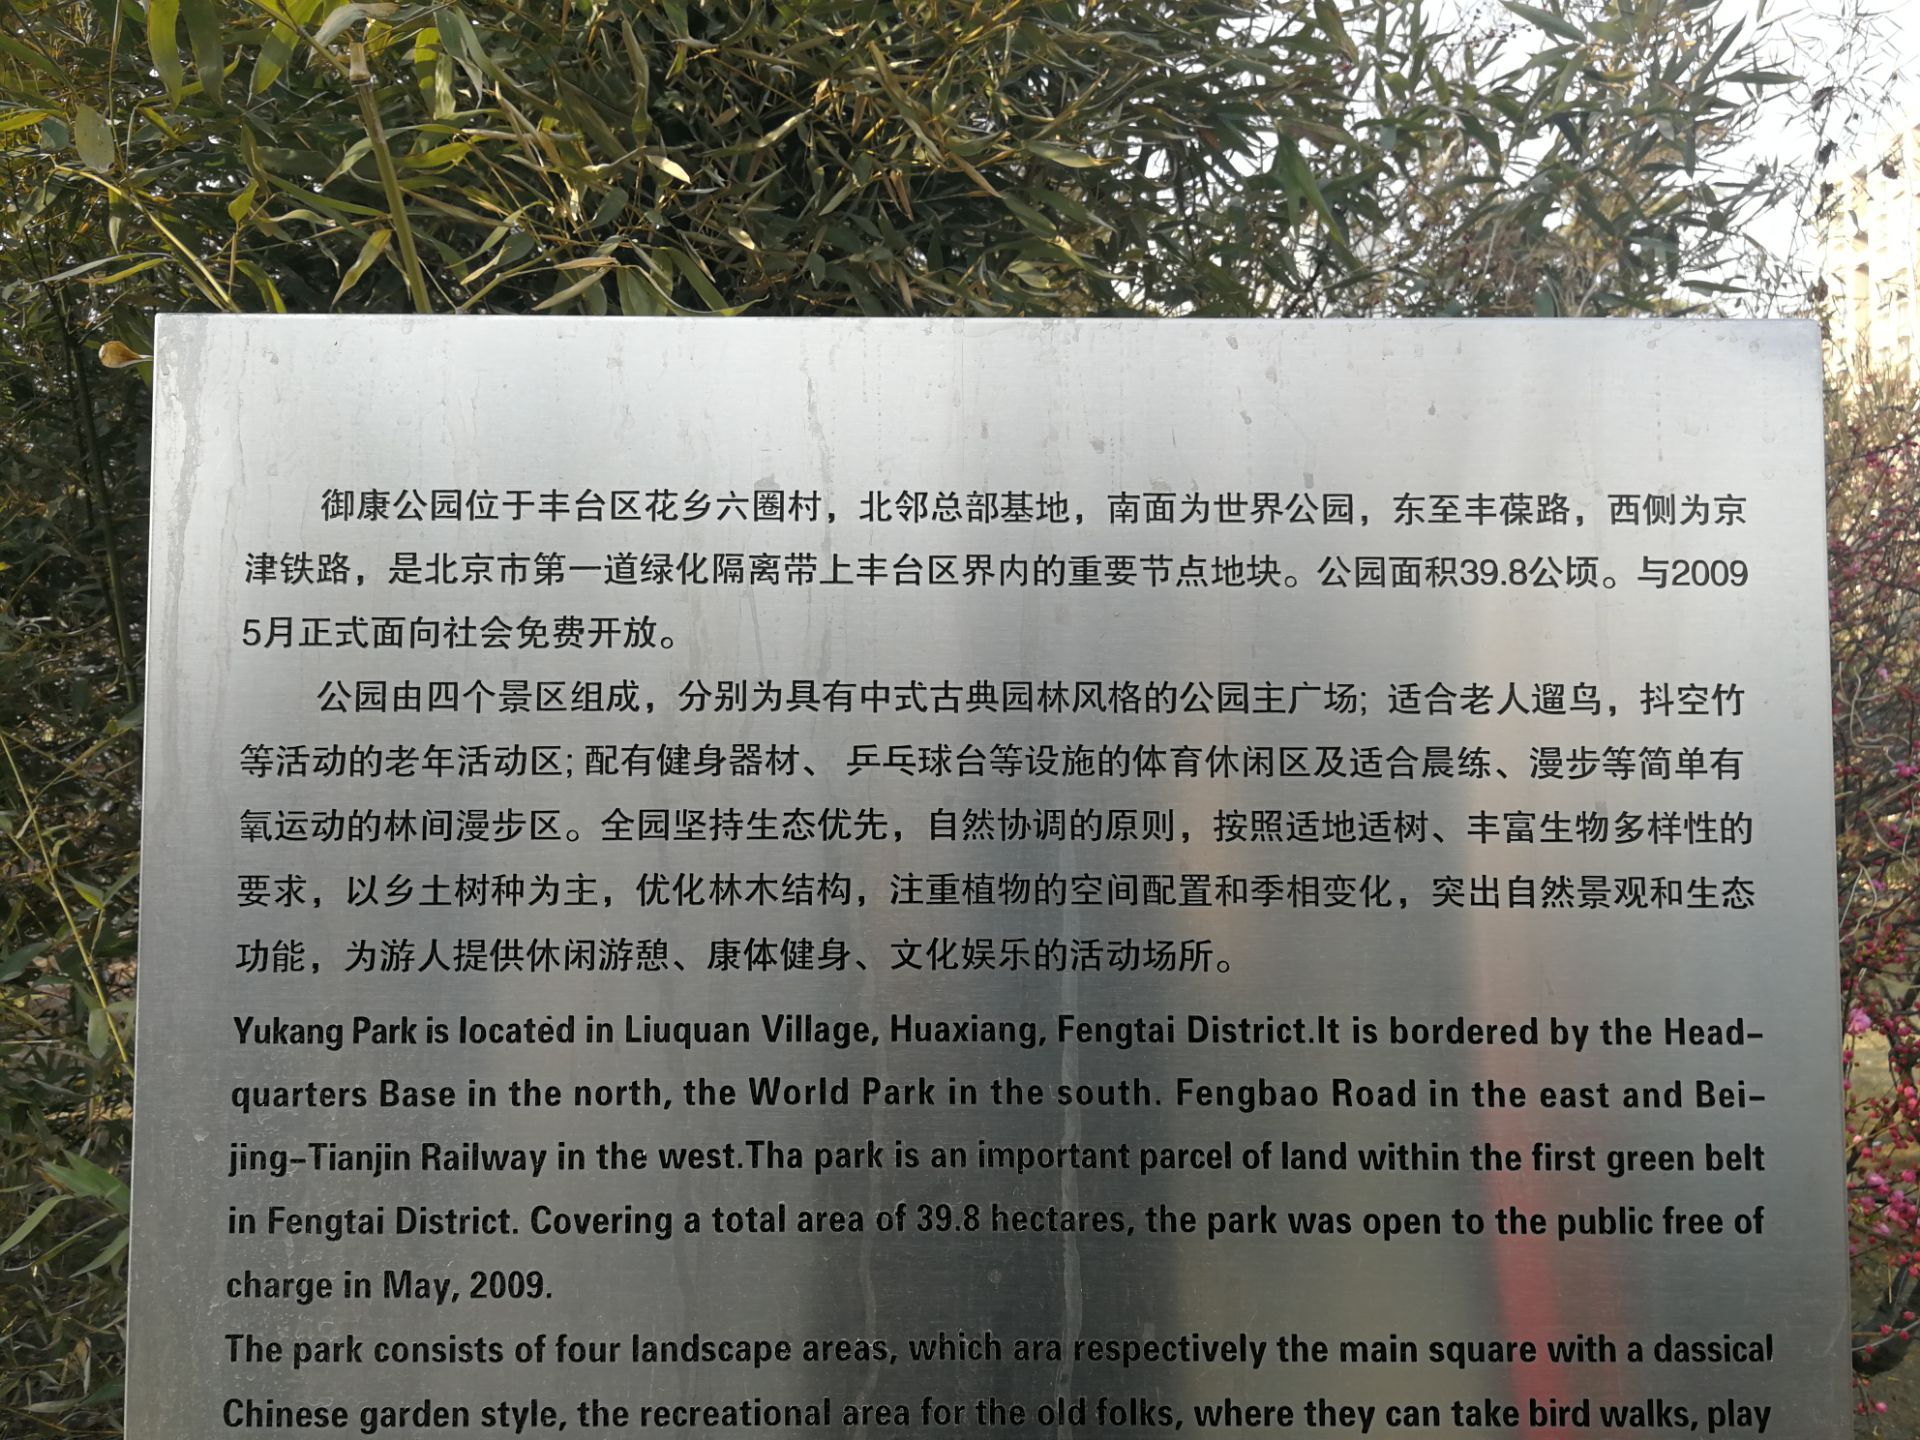 御康公园位于丰台区花乡六圈村，北邻总部基地，南面为世界公园，东至丰葆路，西侧为京
津铁路，是北京市第一道绿化隔离带上丰台区界内的重要节点地块。公园面积39.8公顷。与2009
5月正式面向社会免费开放。
公园由四个景区组成，分别为具有中式古典园林风格的公园主广场；适合老人遛鸟，抖空竹
等活动的老年活动区；配有健身器材、乒乓球台等设施的体育休闲区及适合晨练、漫步等简单有
氧运动的林间漫步区。全园坚持生态优先，自然协调的原则，按照适地适树、丰富生物多样性的
要求，以乡土树种为主，优化林木结构，注重植物的空间配置和季相变化，突出自然景观和生态
功能，为游人提供休闲游憩、康体健身、文化娱乐的活动场所。
Yukang Park is located in Liuquan Village, Huaxiang, Fengtai District.It is bordered by the Head-
quarters Base in the north, the World Park in the south. Fengbao Road in the east and Bei-
jing-Tianjin Railway in the west.Tha park is an important parcel of land within the first green belt
in Fengtai District. Covering a total area of 39.8 hectares, the park was open to the public free of
charge in May, 2009.
The park consists of four landscape areas, which ara respectively the main square with a dassical
Chinese garden style, the recreational area for the old folks, where they can take bird walks, play